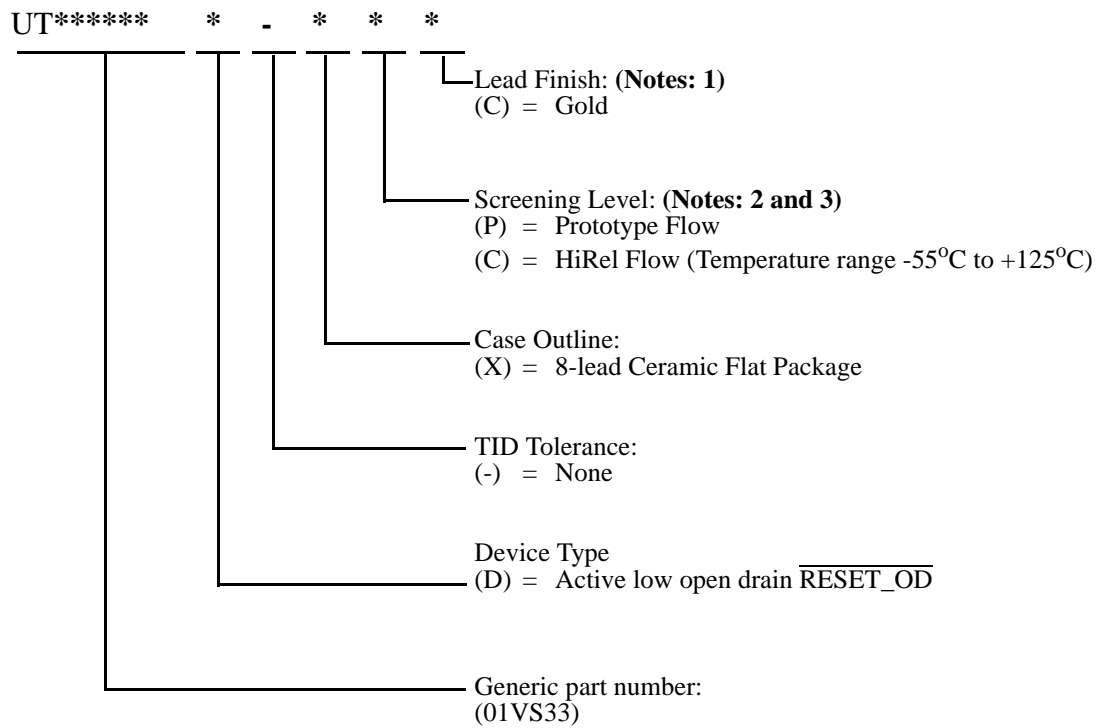 UT****** * - * * *
Lead Finish: (Notes: 1)
(C) = Gold
Screening Level: (Notes: 2 and 3)
(P) = Prototype Flow
(C) = HiRel Flow (Temperature range -55°C to +125°C)
Case Outline:
(X) = 8-lead Ceramic Flat Package
TID Tolerance:
(-) = None
Device Type
(D) = Active low open drain RESET_OD
Generic part number:
(01VS33)